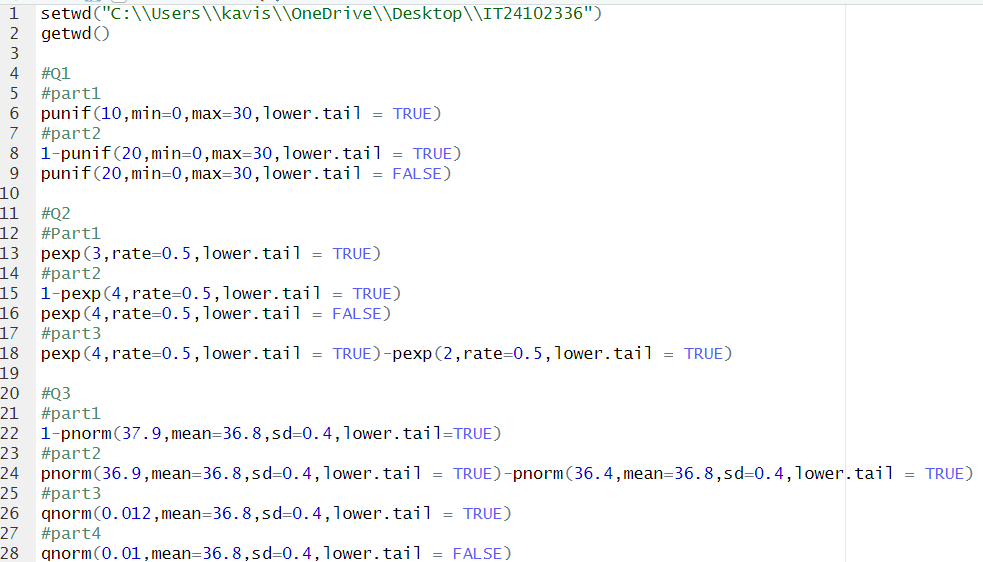 1 setwd("C:\\Users\\kavis\\OneDrive\\Desktop\\IT24102336")
2 getwd()
3
4 #Q1
5 #part1
6 punif(10,min=0,max=30,lower.tail = TRUE)
7 #part2
8 1-punif(20,min=0,max=30,lower.tail = TRUE)
9 punif(20,min=0,max=30,lower.tail = FALSE)
10
11 #Q2
12 #Part1
13 pexp(3,rate=0.5,lower.tail = TRUE)
14 #part2
15 1-pexp(4,rate=0.5,lower.tail = TRUE)
16 pexp(4,rate=0.5,lower.tail = FALSE)
17 #part3
18 pexp(4,rate=0.5,lower.tail = TRUE)-pexp(2,rate=0.5,lower.tail = TRUE)
19
20 #Q3
21 #part1
22 1-pnorm(37.9,mean=36.8,sd=0.4,lower.tail=TRUE)
23 #part2
24 pnorm(36.9,mean=36.8,sd=0.4,lower.tail = TRUE)-pnorm(36.4,mean=36.8,sd=0.4,lower.tail = TRUE)
25 #part3
26 qnorm(0.012,mean=36.8,sd=0.4,lower.tail = TRUE)
27 #part4
28 qnorm(0.01,mean=36.8,sd=0.4,lower.tail = FALSE)